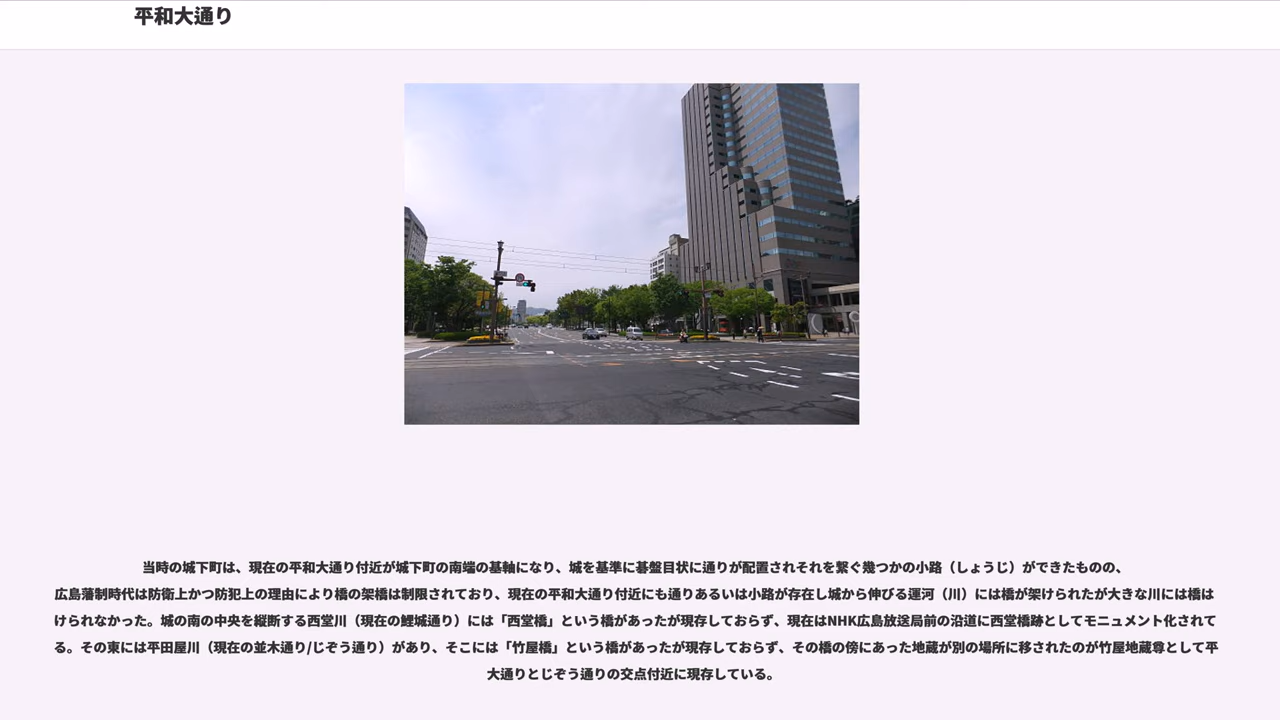 平和大通り
当時の城下町は、現在の平和大通り付近が城下町の南端の基軸になり、城を基準に碁盤目状に通りが配置されそれを繋ぐ幾つかの小路（しょうじ）ができたものの、
広島藩制時代は防衛上かつ防犯上の理由により橋の架橋は制限されており、現在の平和大通り付近にも通りあるいは小路が存在し城から伸びる運河（川）には橋が架けられたが大きな川には橋は
けられなかった。城の南の中央を縦断する西堂川（現在の鯉城通り）には「西堂橋」という橋があったが現存しておらず、現在はNHK広島放送局前の沿道に西堂橋跡としてモニュメント化されて
る。その東には平田屋川（現在の並木通り/じぞう通り）があり、そこには「竹屋橋」という橋があったが現存しておらず、その橋の傍にあった地蔵が別の場所に移されたのが竹屋地蔵尊として平
大通りとじぞう通りの交点付近に現存している。